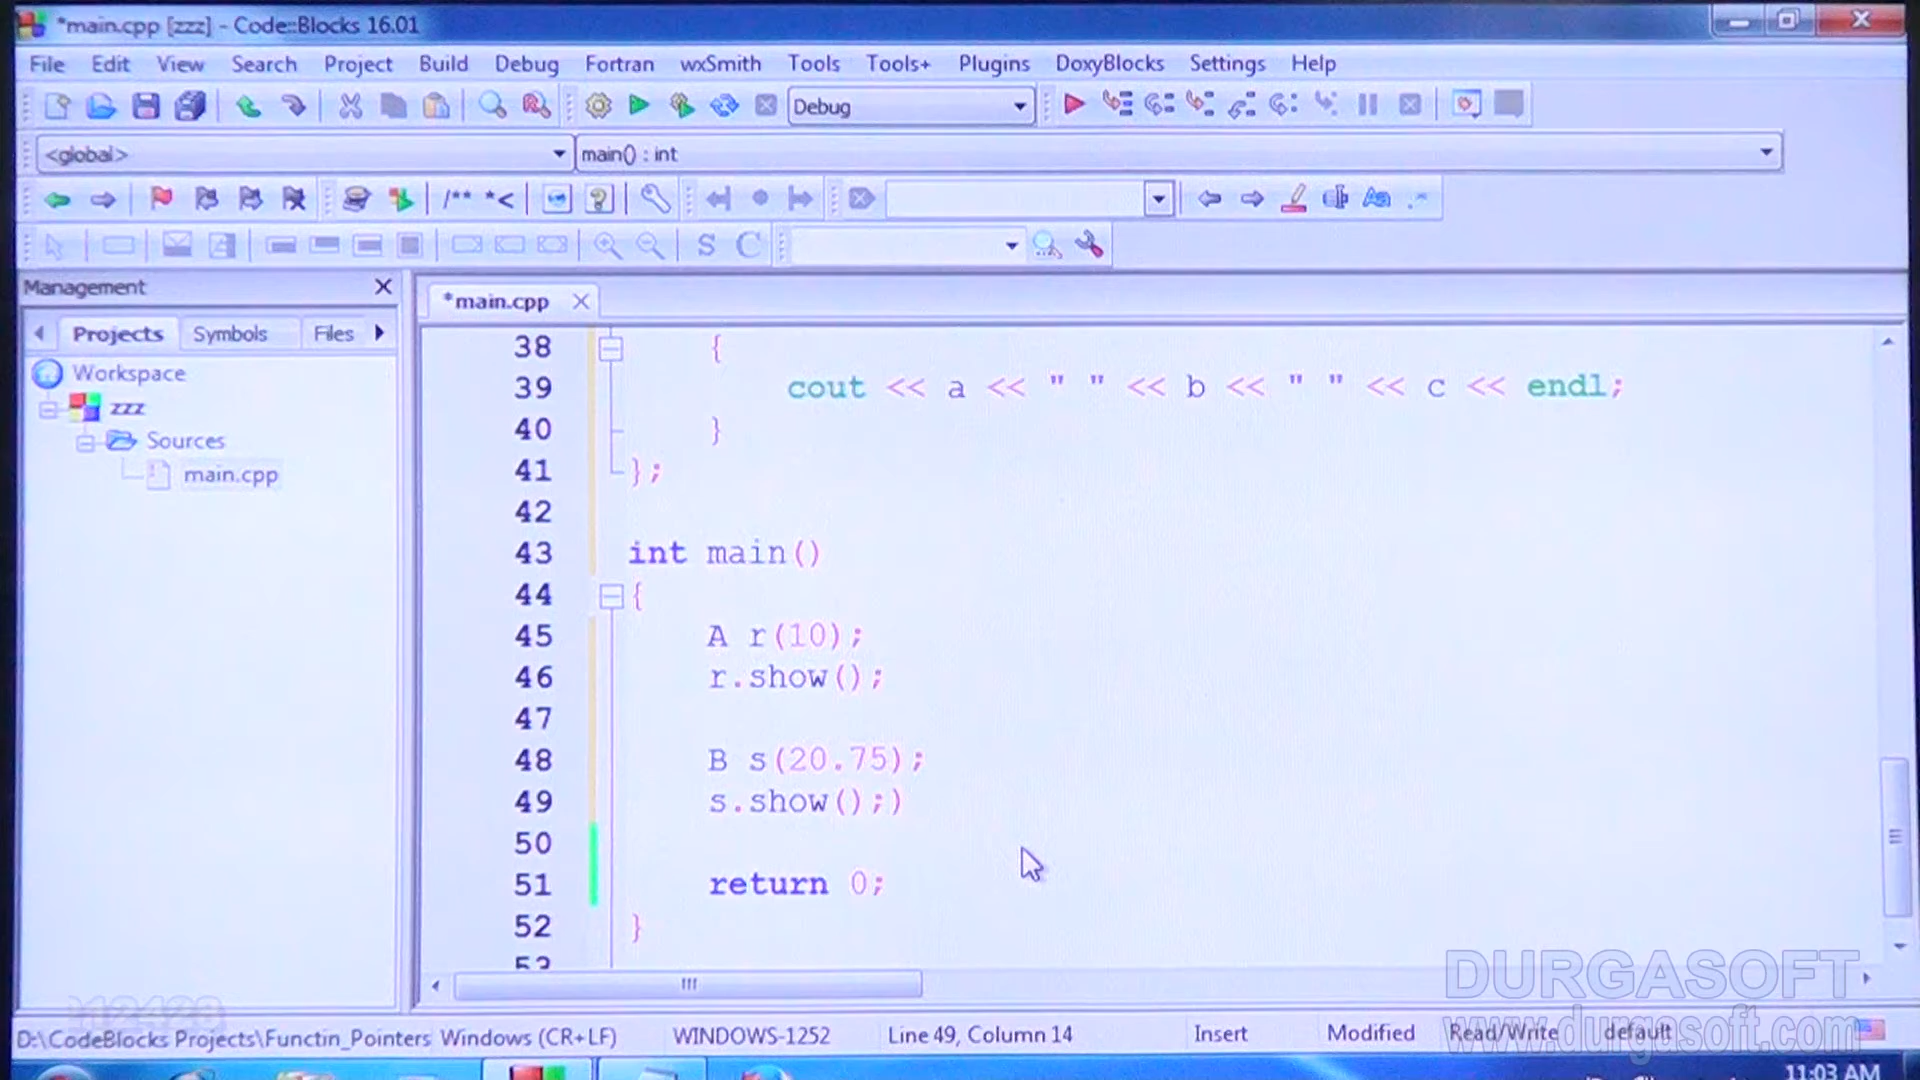 *main.cpp [zzz] - Code::Blocks 16.01
File Edit View Search Project Build Debug Fortran wxSmith Tools Tools+ Plugins DoxyBlocks Settings Help
Debug
<global> main() : int
/** *<
S C
Management
Projects Symbols Files
Workspace
zzz
Sources
main.cpp
*main.cpp
38 {
39 cout << a << " " << b << " " << c << endl;
40 }
41 };
42
43 int main()
44 {
45 A r(10);
46 r.show();
47
48 B s(20.75);
49 s.show();)
50
51 return 0;
52 }
53
DURGASOFT
www.durgasoft.com
D:\CodeBlocks Projects\Functin_Pointers Windows (CR+LF) WINDOWS-1252 Line 49, Column 14 Insert Modified Read/Write default
11:03 AM